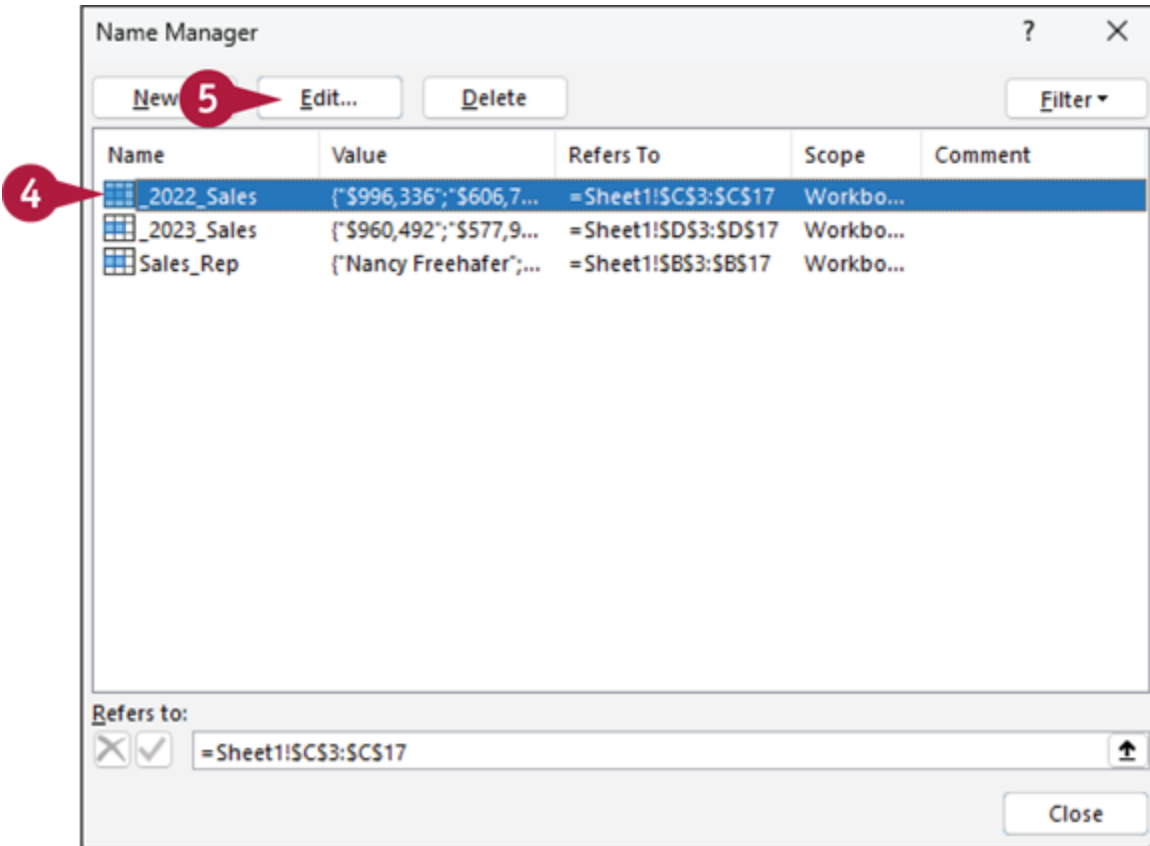 Name Manager ? ×
New 5 Edit... Delete Filter
Name Value Refers To Scope Comment
4 _2022_Sales {"$996,336";"$606,7... =Sheet1!$C$3:$C$17 Workbo...
_2023_Sales {"$960,492";"$577,9... =Sheet1!$D$3:$D$17 Workbo...
Sales_Rep {"Nancy Freehafer";... =Sheet1!$B$3:$B$17 Workbo...
Refers to:
=Sheet1!$C$3:$C$17
Close